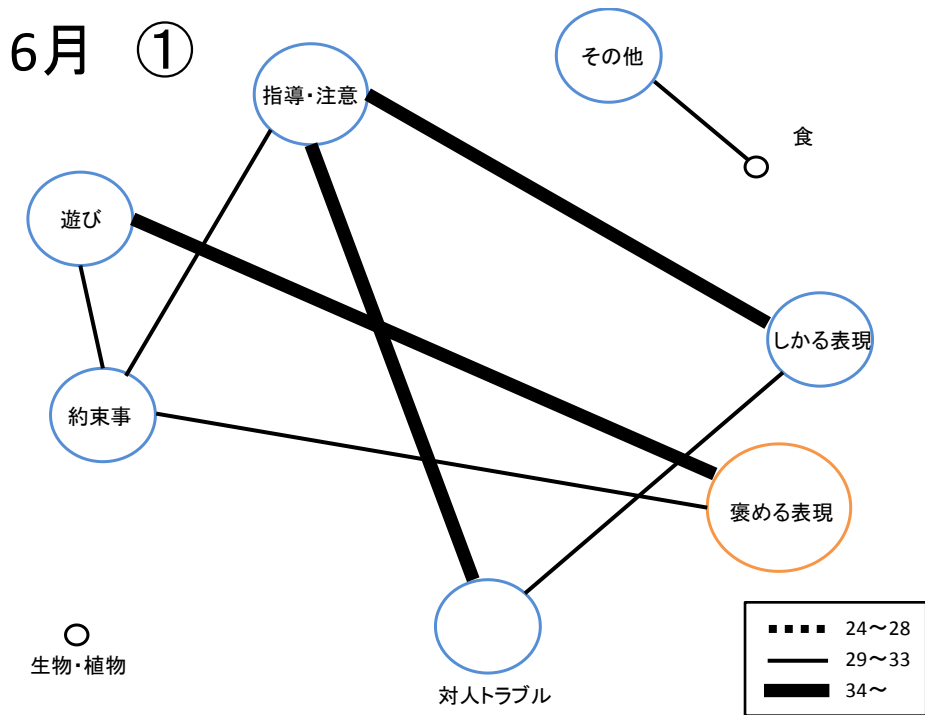 6月 ①
その他
指導・注意
食
遊び
しかる表現
約束事
褒める表現
生物・植物
対人トラブル
24～28
29～33
34～